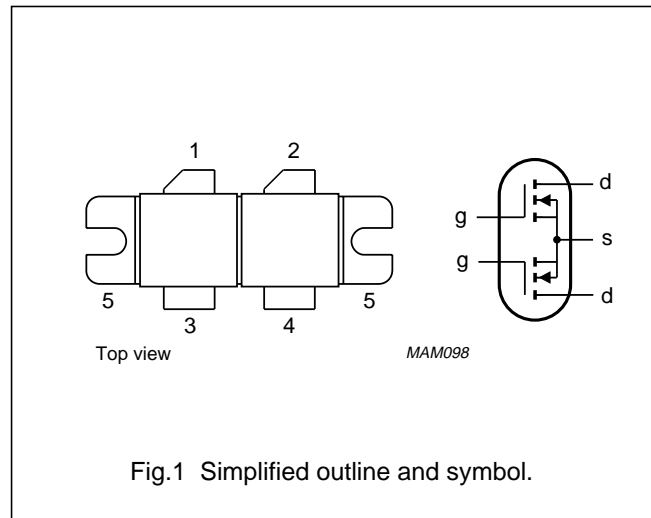 1 2
d
g
s
g
d
5 5
3 4
Top view MAM098
Fig.1 Simplified outline and symbol.